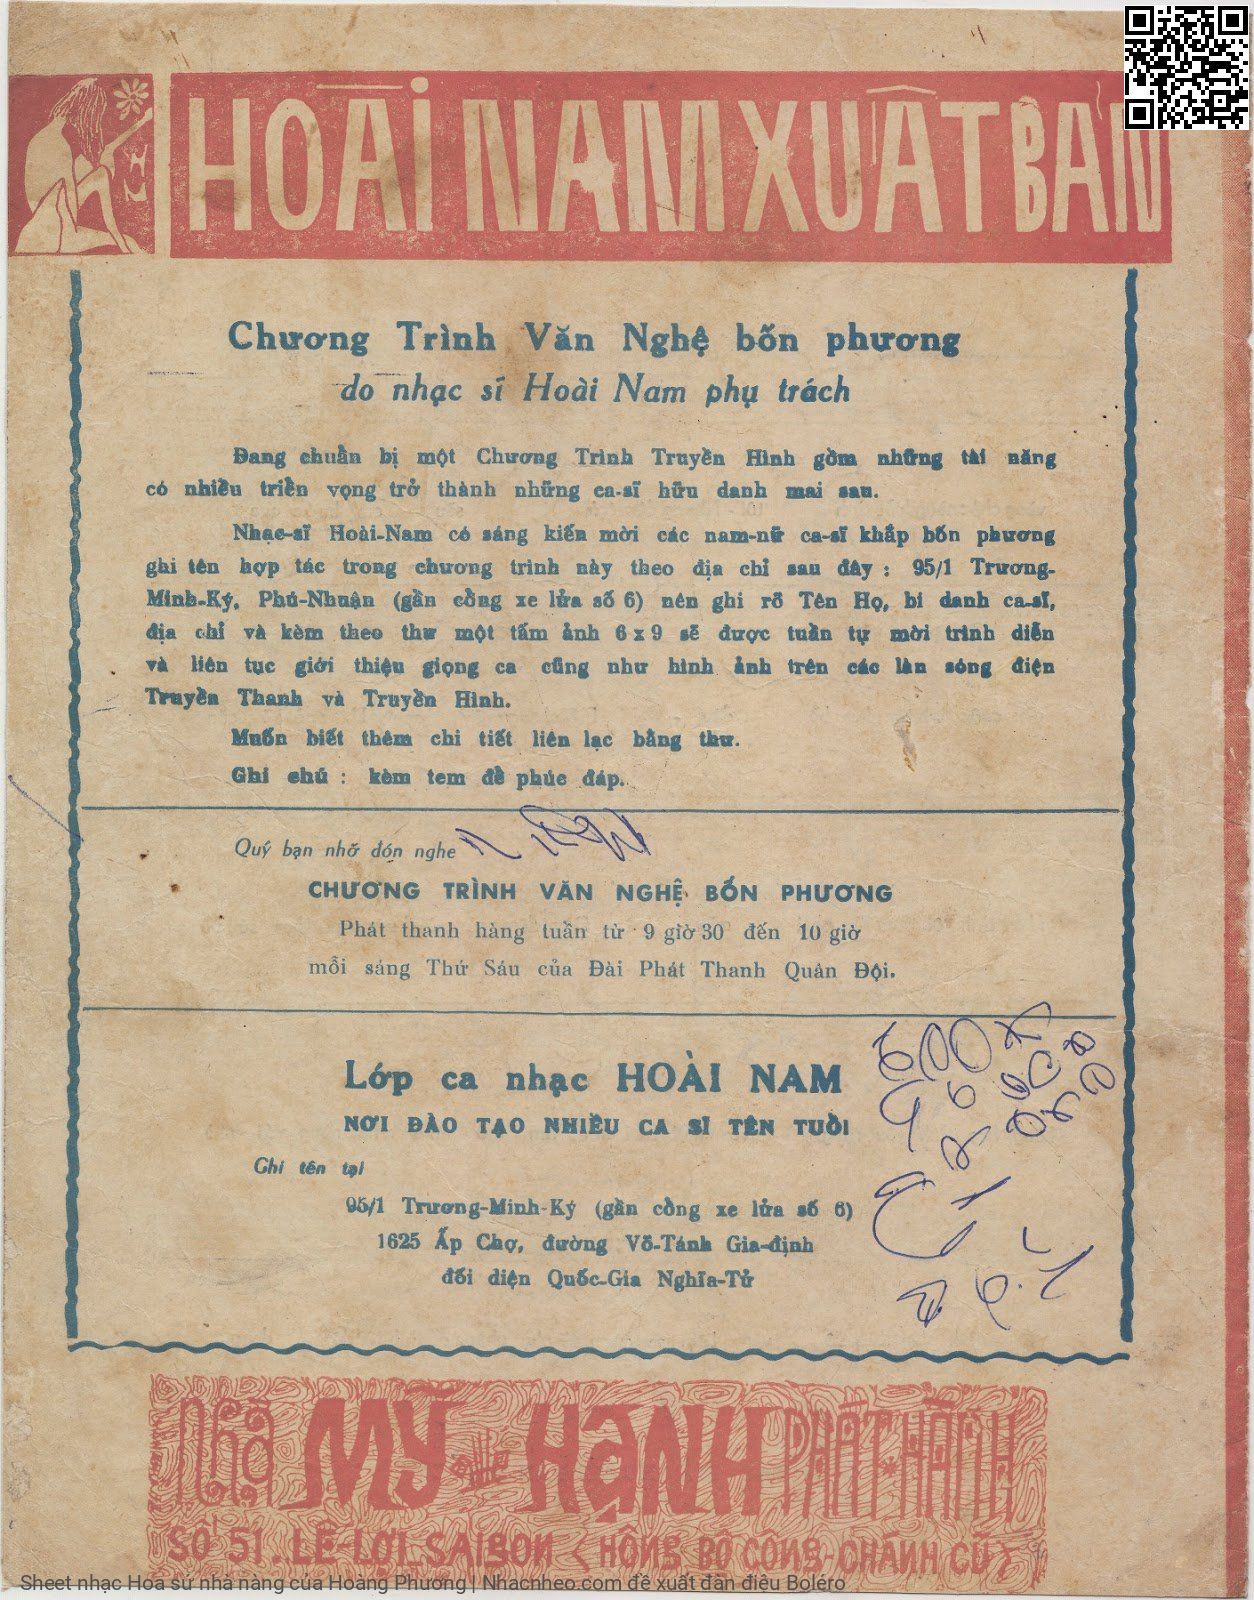 HOÀI NAM XUẤT BẢN
Chương Trình Văn Nghệ bốn phương
do nhạc sĩ Hoài Nam phụ trách
Đang chuẩn bị một Chương Trình Truyền Hình gồm những tài năng
có nhiều triển vọng trở thành những ca-sĩ hữu danh mai sau.
Nhạc-sĩ Hoài-Nam có sáng kiến mời các nam-nữ ca-sĩ khắp bốn phương
ghi tên hợp tác trong chương trình này theo địa chỉ sau đây : 95/1 Trương-
Minh-Ký, Phú-Nhuận (gần cổng xe lửa số 6) nên ghi rõ Tên Họ, bí danh ca-sĩ,
địa chỉ và kèm theo thư một tấm ảnh 6 x 9 sẽ được tuần tự mời trình diễn
và liên tục giới thiệu giọng ca cũng như hình ảnh trên các làn sóng điện
Truyền Thanh và Truyền Hình.
Muốn biết thêm chi tiết liên lạc bằng thư.
Ghi chú : kèm tem để phúc đáp.
Quý bạn nhớ đón nghe
CHƯƠNG TRÌNH VĂN NGHỆ BỐN PHƯƠNG
Phát thanh hàng tuần từ 9 giờ 30 đến 10 giờ
mỗi sáng Thứ Sáu của Đài Phát Thanh Quân Đội.
Lớp ca nhạc HOÀI NAM
NƠI ĐÀO TẠO NHIỀU CA SĨ TÊN TUỔI
Ghi tên tại
95/1 Trương-Minh-Ký (gần cổng xe lửa số 6)
1625 Ấp Chợ, đường Võ-Tánh Gia-định
đối diện Quốc-Gia Nghĩa-Tử
nhà MỸ HẠNH PHÁT HÀNH
SỐ 51. LÊ-LỢI_SAIGON (HÔNG BỘ CÔNG-CHÁNH CŨ)
Sheet nhạc Hoa sứ nhà nàng của Hoàng Phương | Nhacnheo.com đề xuất đàn điệu Boléro